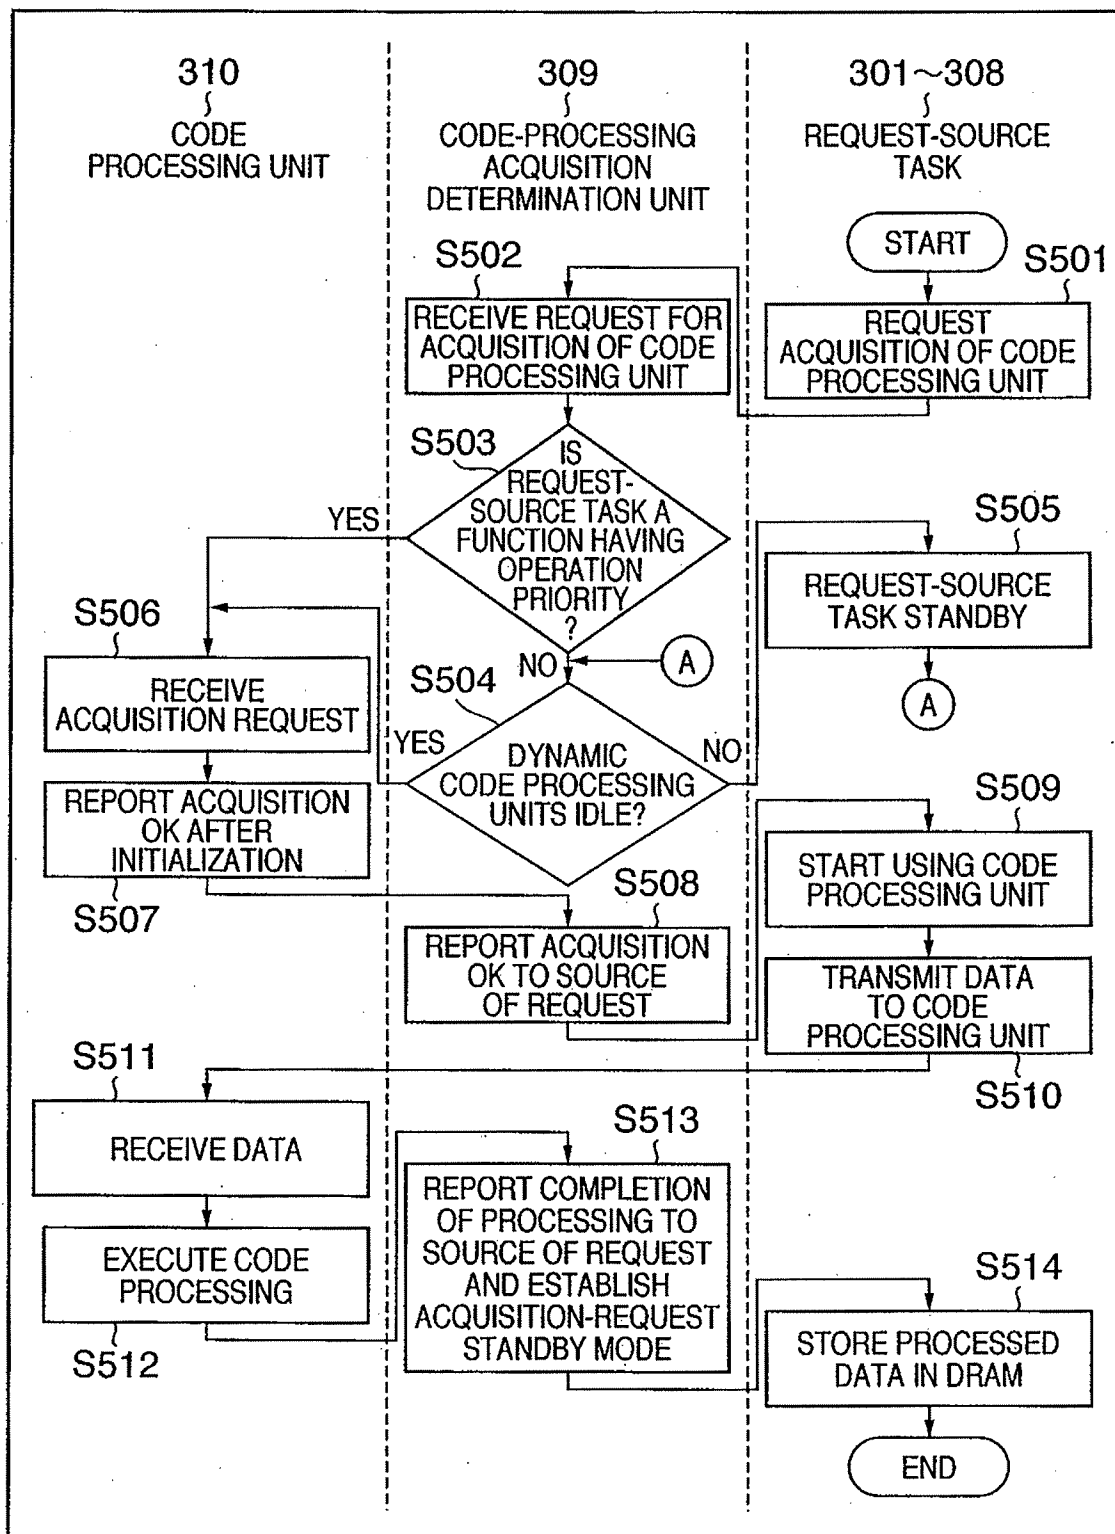 310
CODE
PROCESSING UNIT
309
CODE-PROCESSING
ACQUISITION
DETERMINATION UNIT
301~308
REQUEST-SOURCE
TASK
START
S501
REQUEST
ACQUISITION OF CODE
PROCESSING UNIT
S502
RECEIVE REQUEST FOR
ACQUISITION OF CODE
PROCESSING UNIT
S503
IS
REQUEST-
SOURCE TASK A
FUNCTION HAVING
OPERATION
PRIORITY
?
YES
NO
A
S504
DYNAMIC
CODE PROCESSING
UNITS IDLE?
YES
NO
S505
REQUEST-SOURCE
TASK STANDBY
A
S506
RECEIVE
ACQUISITION REQUEST
REPORT ACQUISITION
OK AFTER
INITIALIZATION
S507
S508
REPORT ACQUISITION
OK TO SOURCE
OF REQUEST
S509
START USING CODE
PROCESSING UNIT
TRANSMIT DATA
TO CODE
PROCESSING UNIT
S510
S511
RECEIVE DATA
EXECUTE CODE
PROCESSING
S512
S513
REPORT COMPLETION
OF PROCESSING TO
SOURCE OF REQUEST
AND ESTABLISH
ACQUISITION-REQUEST
STANDBY MODE
S514
STORE PROCESSED
DATA IN DRAM
END